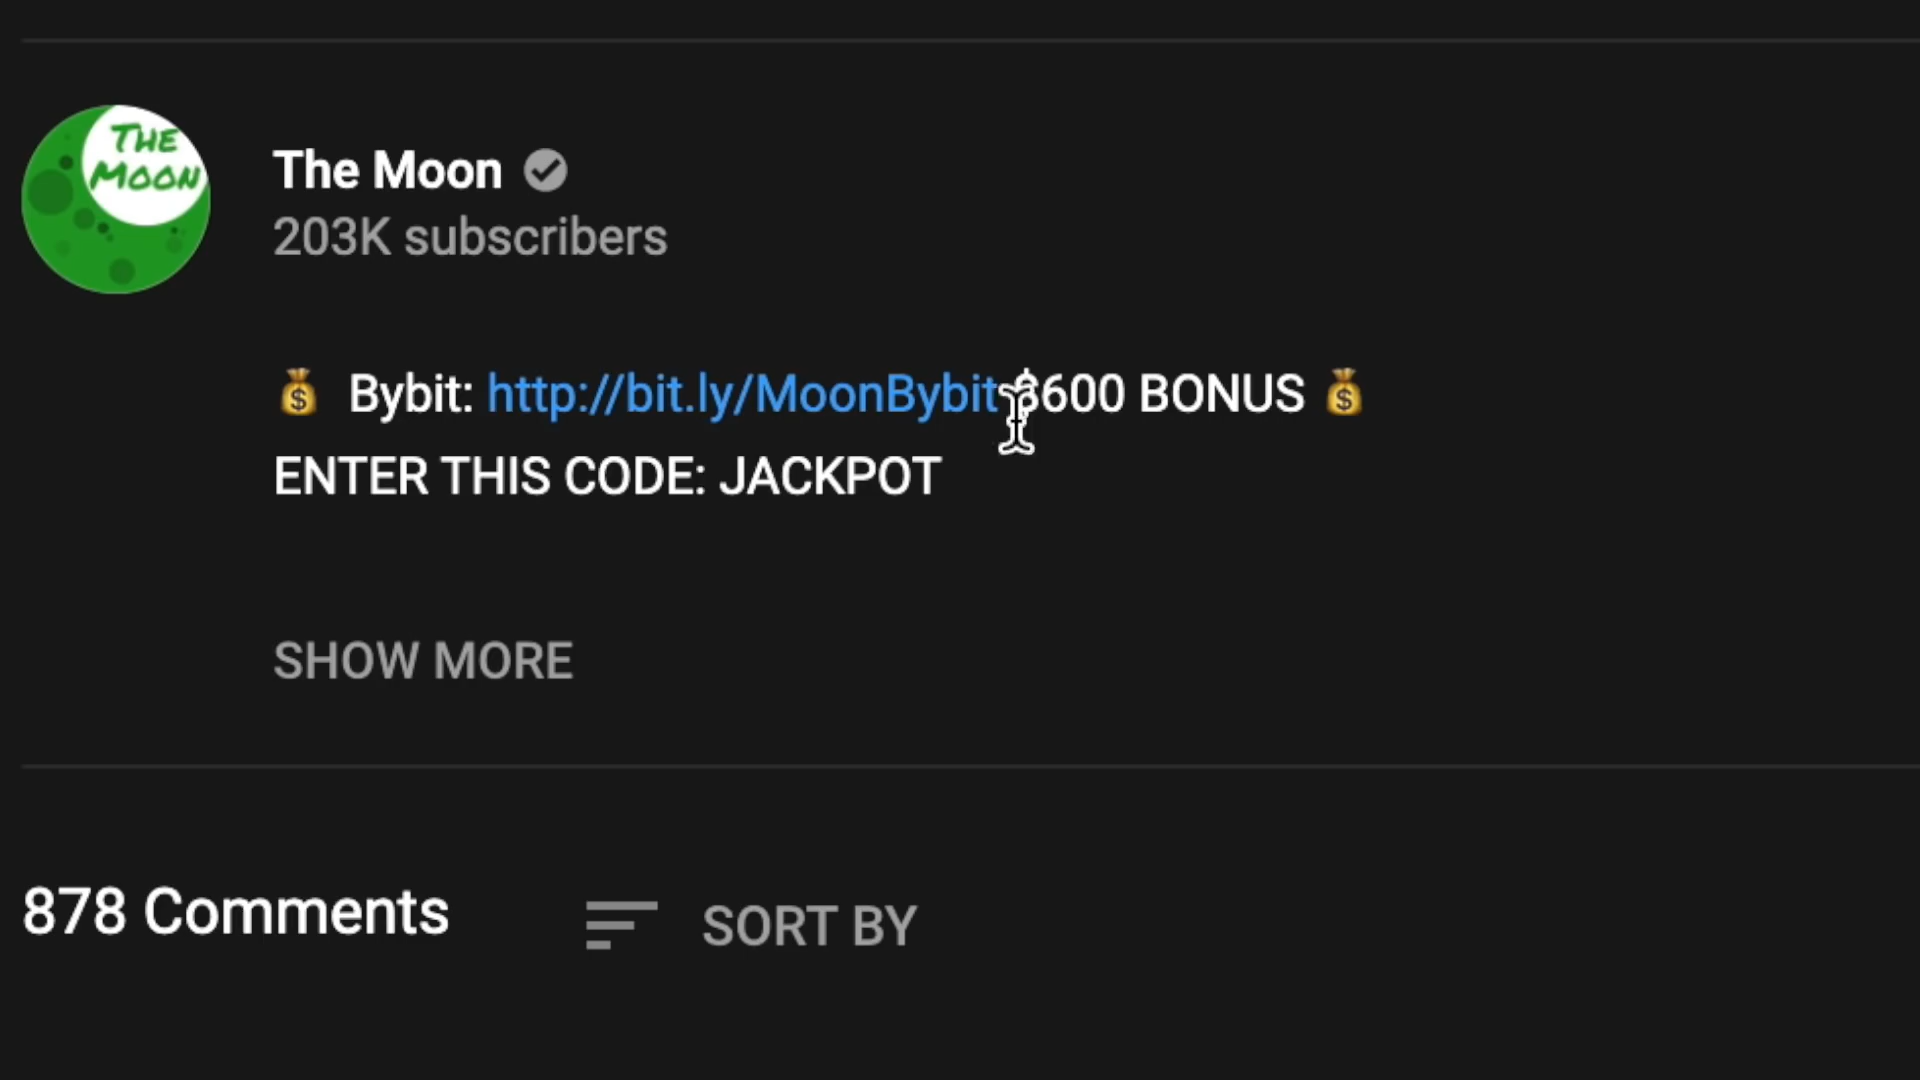 THE
MOON
The Moon
203K subscribers
Bybit: http://bit.ly/MoonBybit $600 BONUS
ENTER THIS CODE: JACKPOT
SHOW MORE
878 Comments SORT BY